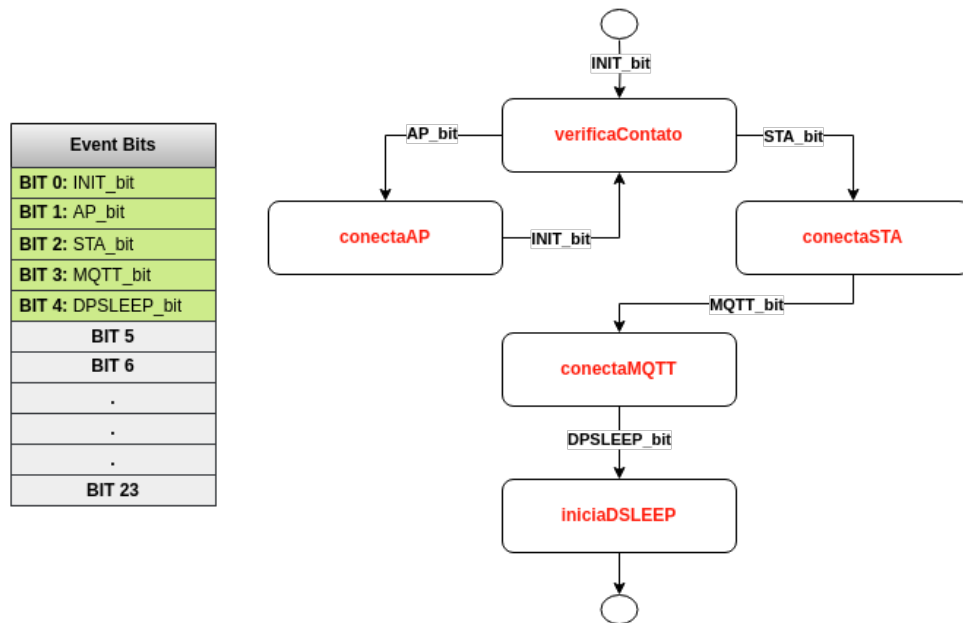 Event Bits
BIT 0: INIT_bit
BIT 1: AP_bit
BIT 2: STA_bit
BIT 3: MQTT_bit
BIT 4: DPSLEEP_bit
BIT 5
BIT 6
.
.
.
BIT 23
INIT_bit
verificaContato
AP_bit
STA_bit
conectaAP
INIT_bit
conectaSTA
MQTT_bit
conectaMQTT
DPSLEEP_bit
iniciaDSLEEP